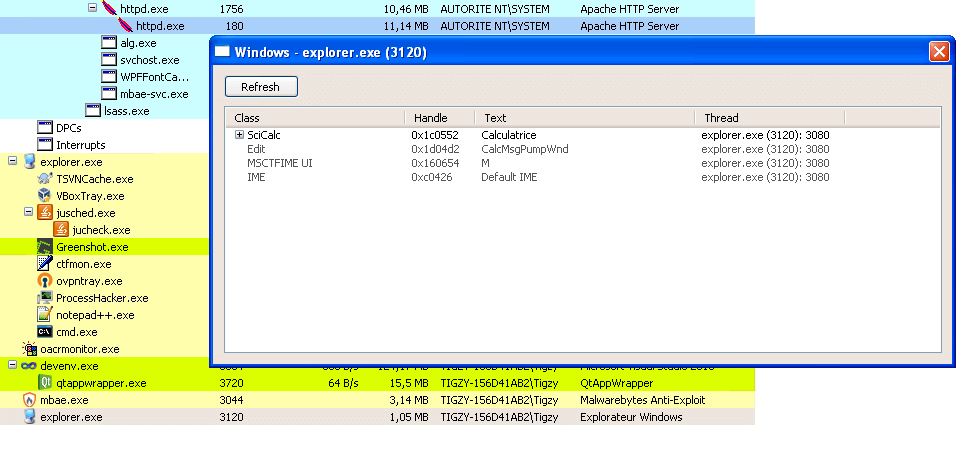 httpd.exe 1756 10,46 MB AUTORITE NT\SYSTEM Apache HTTP Server
httpd.exe 180 11,14 MB AUTORITE NT\SYSTEM Apache HTTP Server
alg.exe
svchost.exe
WPFFontCa...
mbae-svc.exe
lsass.exe
DPCs
Interrupts
explorer.exe
TSVNCache.exe
VBoxTray.exe
jusched.exe
jucheck.exe
Greenshot.exe
ctfmon.exe
ovpntray.exe
ProcessHacker.exe
notepad++.exe
C:\
cmd.exe
oacrmonitor.exe
Windows - explorer.exe (3120)
Refresh
Class Handle Text Thread
SciCalc 0x1c0552 Calculatrice explorer.exe (3120): 3080
Edit 0x1d04d2 CalcMsgPumpWnd explorer.exe (3120): 3080
MSCTFIME UI 0x160654 M explorer.exe (3120): 3080
IME 0xc0426 Default IME explorer.exe (3120): 3080
devenv.exe
Qt qtappwrapper.exe 3720 64 B/s 15,5 MB TIGZY-156D41AB2\Tigzy QtAppWrapper
mbae.exe 3044 3,14 MB TIGZY-156D41AB2\Tigzy Malwarebytes Anti-Exploit
explorer.exe 3120 1,05 MB TIGZY-156D41AB2\Tigzy Explorateur Windows